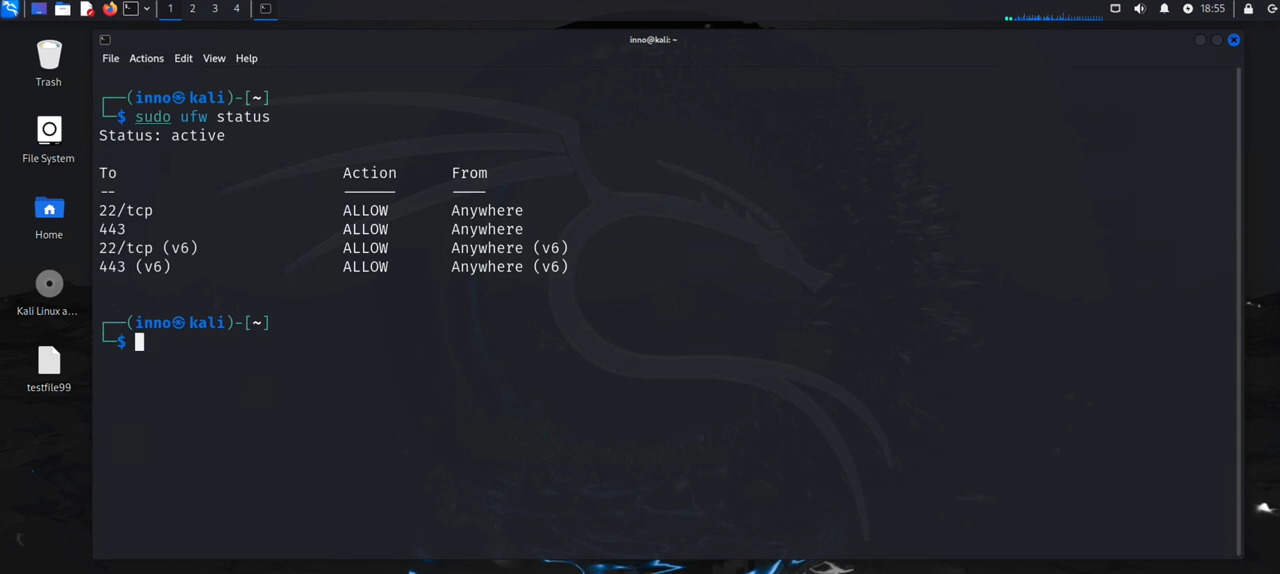 1 2 3 4
18:55
inno@kali: ~
File Actions Edit View Help
Trash
File System
Home
Kali Linux a...
testfile99
┌──(inno㉿kali)-[~]
└─$ sudo ufw status
Status: active
To Action From
-- ------ ----
22/tcp ALLOW Anywhere
443 ALLOW Anywhere
22/tcp (v6) ALLOW Anywhere (v6)
443 (v6) ALLOW Anywhere (v6)
┌──(inno㉿kali)-[~]
└─$